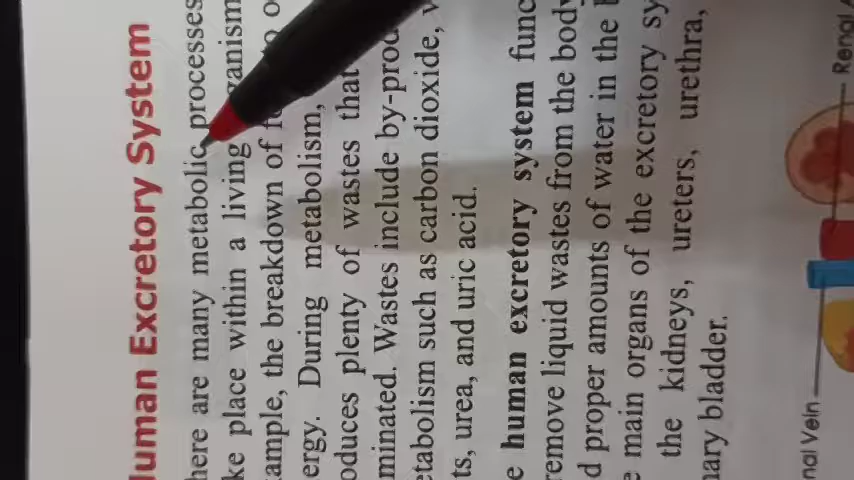 Human Excretory System
here are many metabolic processes
ke place within a living ganism
ample, the breakdown of
ergy. During metabolism,
oduces plenty of wastes that
minated. Wastes include by-prod
etabolism such as carbon dioxide,
ts, urea, and uric acid.
e human excretory system func
remove liquid wastes from the body
d proper amounts of water in the
e main organs of the excretory sy
the kidneys, ureters, urethra,
nary bladder.
nal Vein
Renal A